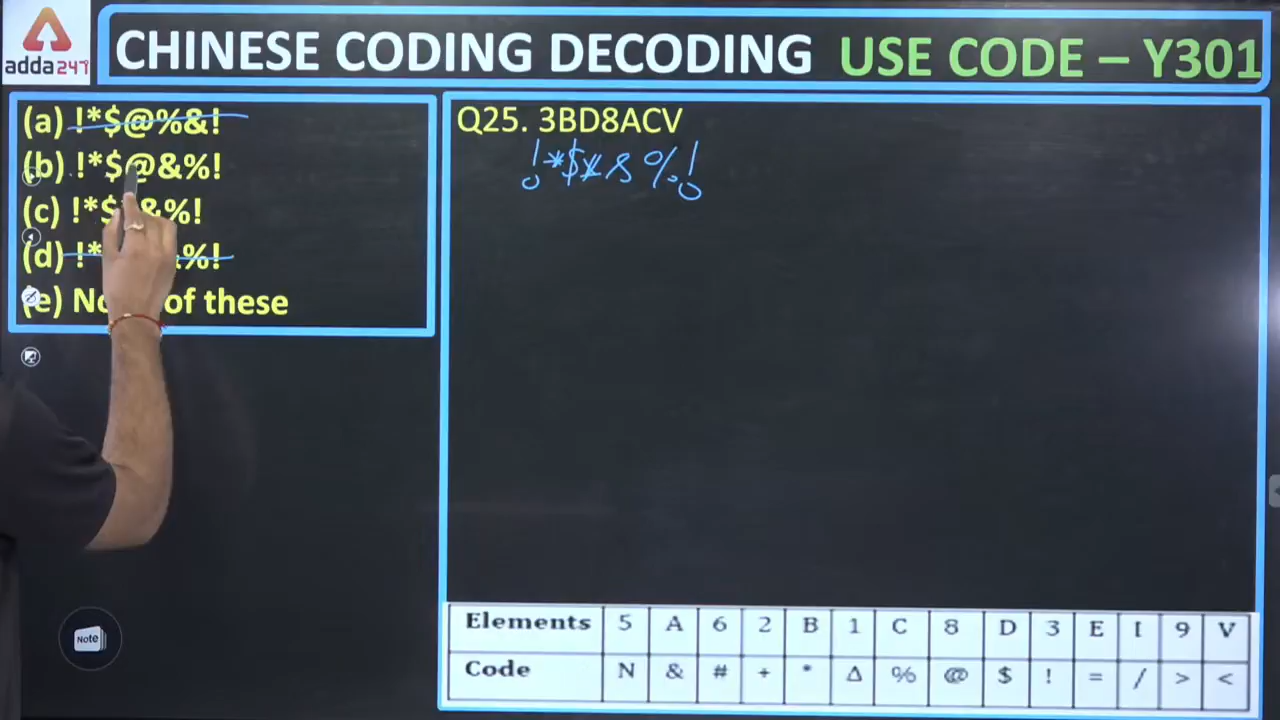 adda247
CHINESE CODING DECODING USE CODE – Y301
(a) !*$@%&!
(b) !*$@&%!
(c) !*$ &%!
(d) !* %!
(e) No of these
Q25. 3BD8ACV
!*$*&%!
Elements 5 A 6 2 B 1 C 8 D 3 E I 9 V
Code N & # + * Δ % @ $ ! = / > <
Note